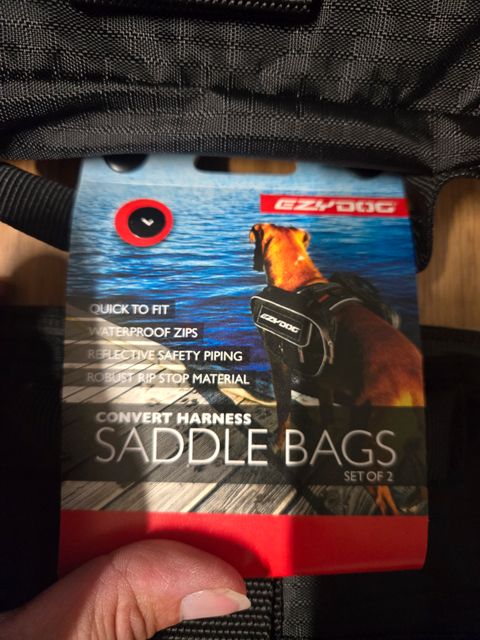 EZYDOG
EZYDOG
QUICK TO FIT
WATERPROOF ZIPS
REFLECTIVE SAFETY PIPING
ROBUST RIP STOP MATERIAL
CONVERT HARNESS
SADDLE BAGS
SET OF 2